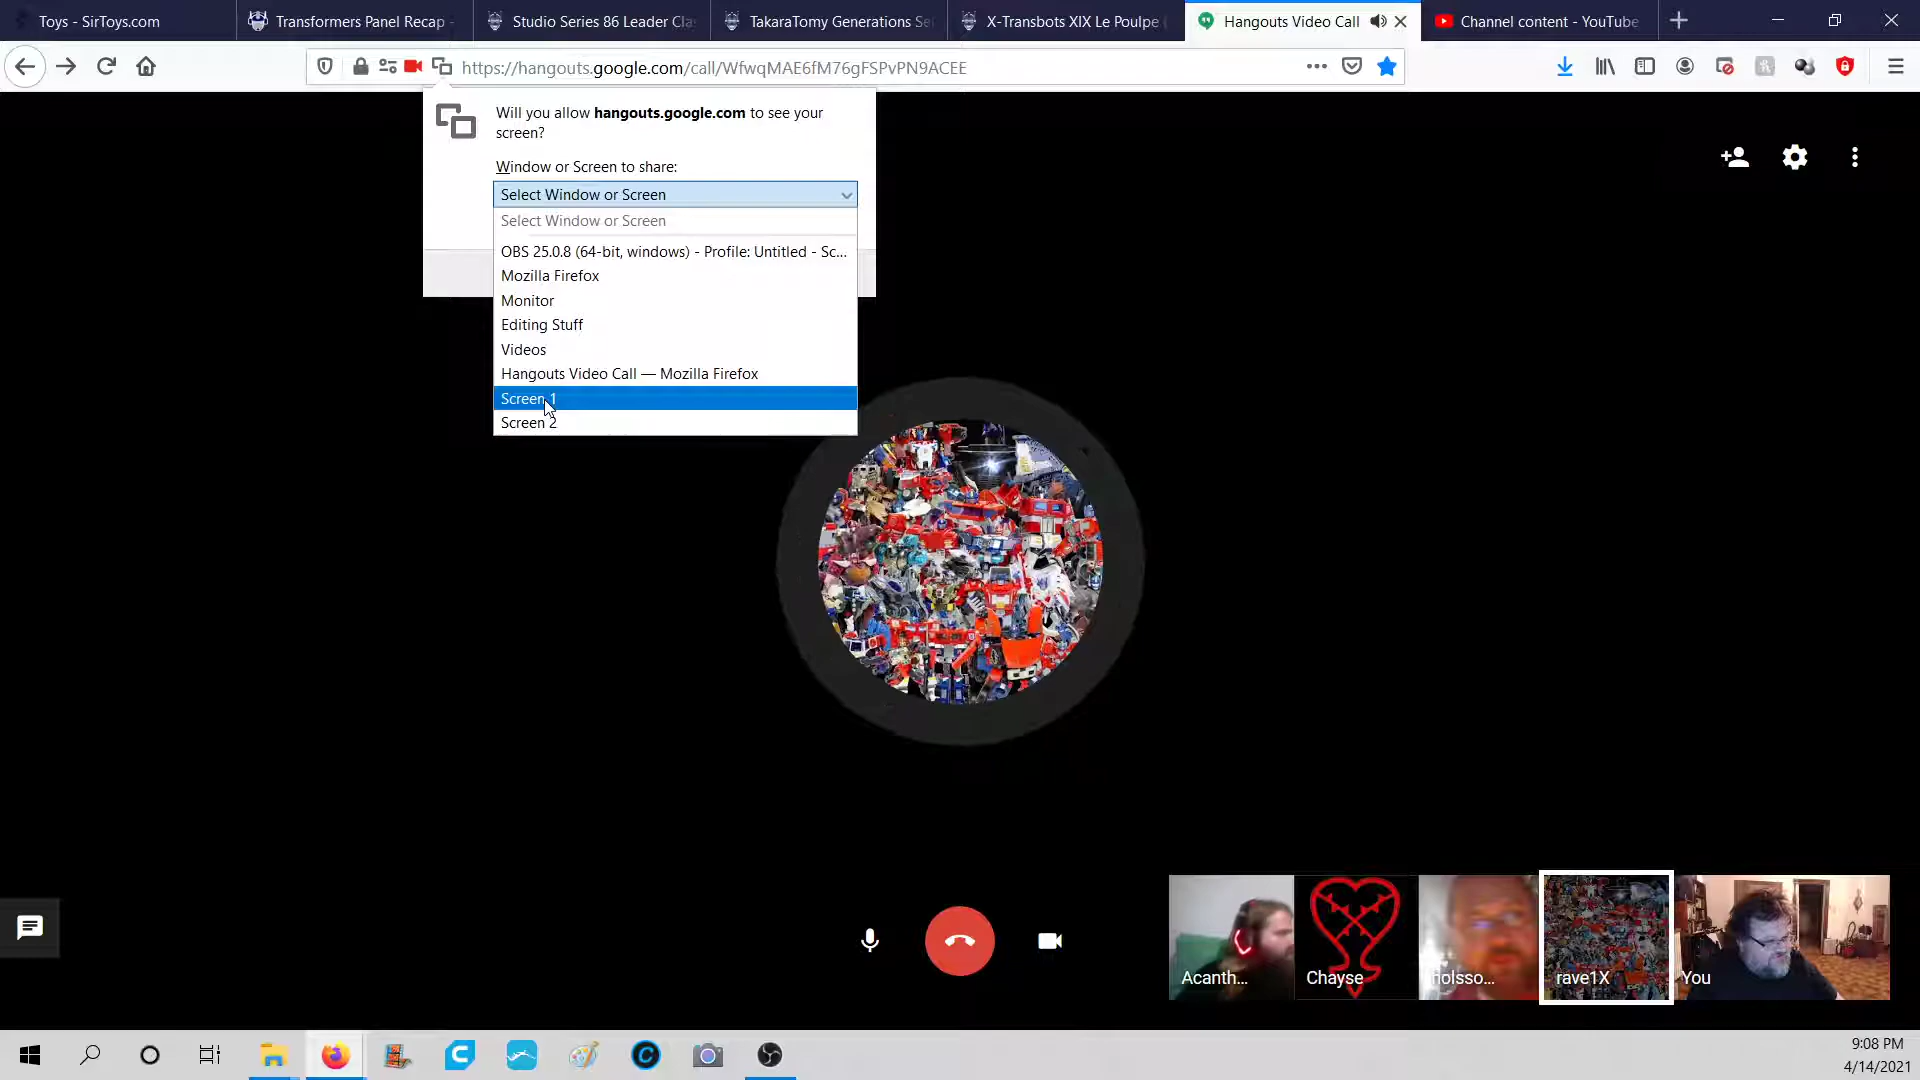 Toys - SirToys.com
Transformers Panel Recap -
Studio Series 86 Leader Cla
TakaraTomy Generations Se
X-Transbots XIX Le Poulpe (
Hangouts Video Call
Channel content - YouTube
https://hangouts.google.com/call/WfwqMAE6fM76gFSPvPN9ACEE
Will you allow hangouts.google.com to see your
screen?
Window or Screen to share:
Select Window or Screen
Select Window or Screen
OBS 25.0.8 (64-bit, windows) - Profile: Untitled - Sc...
Mozilla Firefox
Monitor
Editing Stuff
Videos
Hangouts Video Call — Mozilla Firefox
Screen 1
Screen 2
Acanth...
Chayse
olsso...
rave1X
You
9:08 PM
4/14/2021